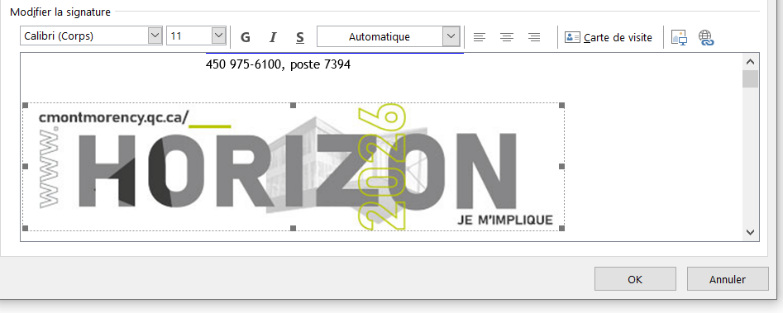 Modifier la signature
Calibri (Corps) 11 G I S Automatique Carte de visite
450 975-6100, poste 7394
cmontmorency.qc.ca/
www.
HORIZON
2026
JE M'IMPLIQUE
OK Annuler